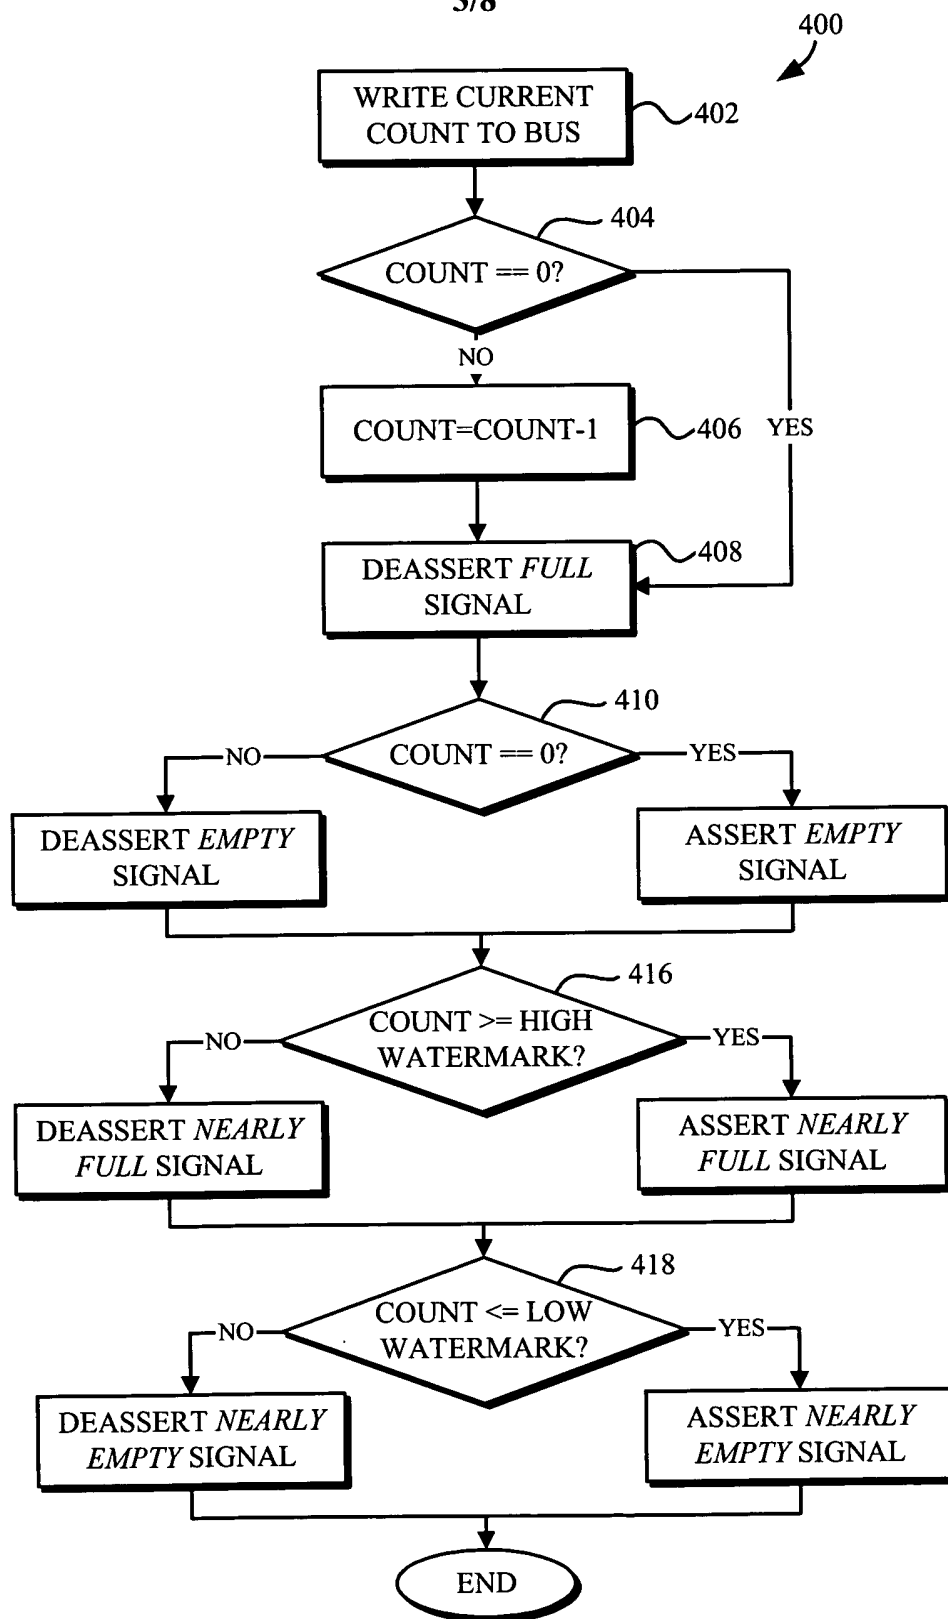 400
WRITE CURRENT
COUNT TO BUS
402
404
COUNT == 0?
NO
COUNT=COUNT-1
406
YES
408
DEASSERT FULL
SIGNAL
410
COUNT == 0?
NO
YES
DEASSERT EMPTY
SIGNAL
ASSERT EMPTY
SIGNAL
416
COUNT >= HIGH
WATERMARK?
NO
YES
DEASSERT NEARLY
FULL SIGNAL
ASSERT NEARLY
FULL SIGNAL
418
COUNT <= LOW
WATERMARK?
NO
YES
DEASSERT NEARLY
EMPTY SIGNAL
ASSERT NEARLY
EMPTY SIGNAL
END